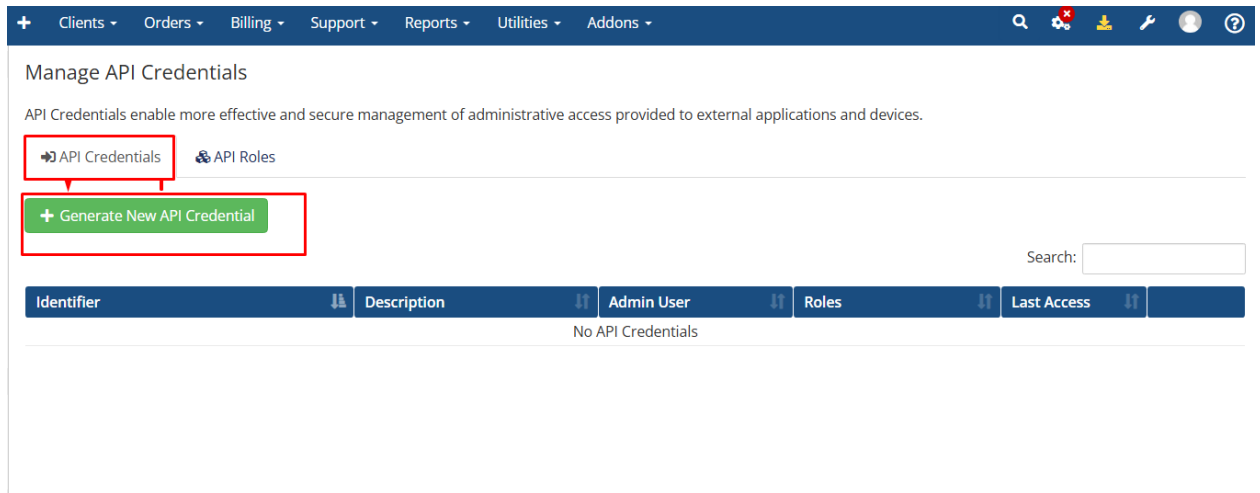 Clients Orders Billing Support Reports Utilities Addons
Manage API Credentials
API Credentials enable more effective and secure management of administrative access provided to external applications and devices.
API Credentials API Roles
Generate New API Credential
Search:
Identifier Description Admin User Roles Last Access
No API Credentials